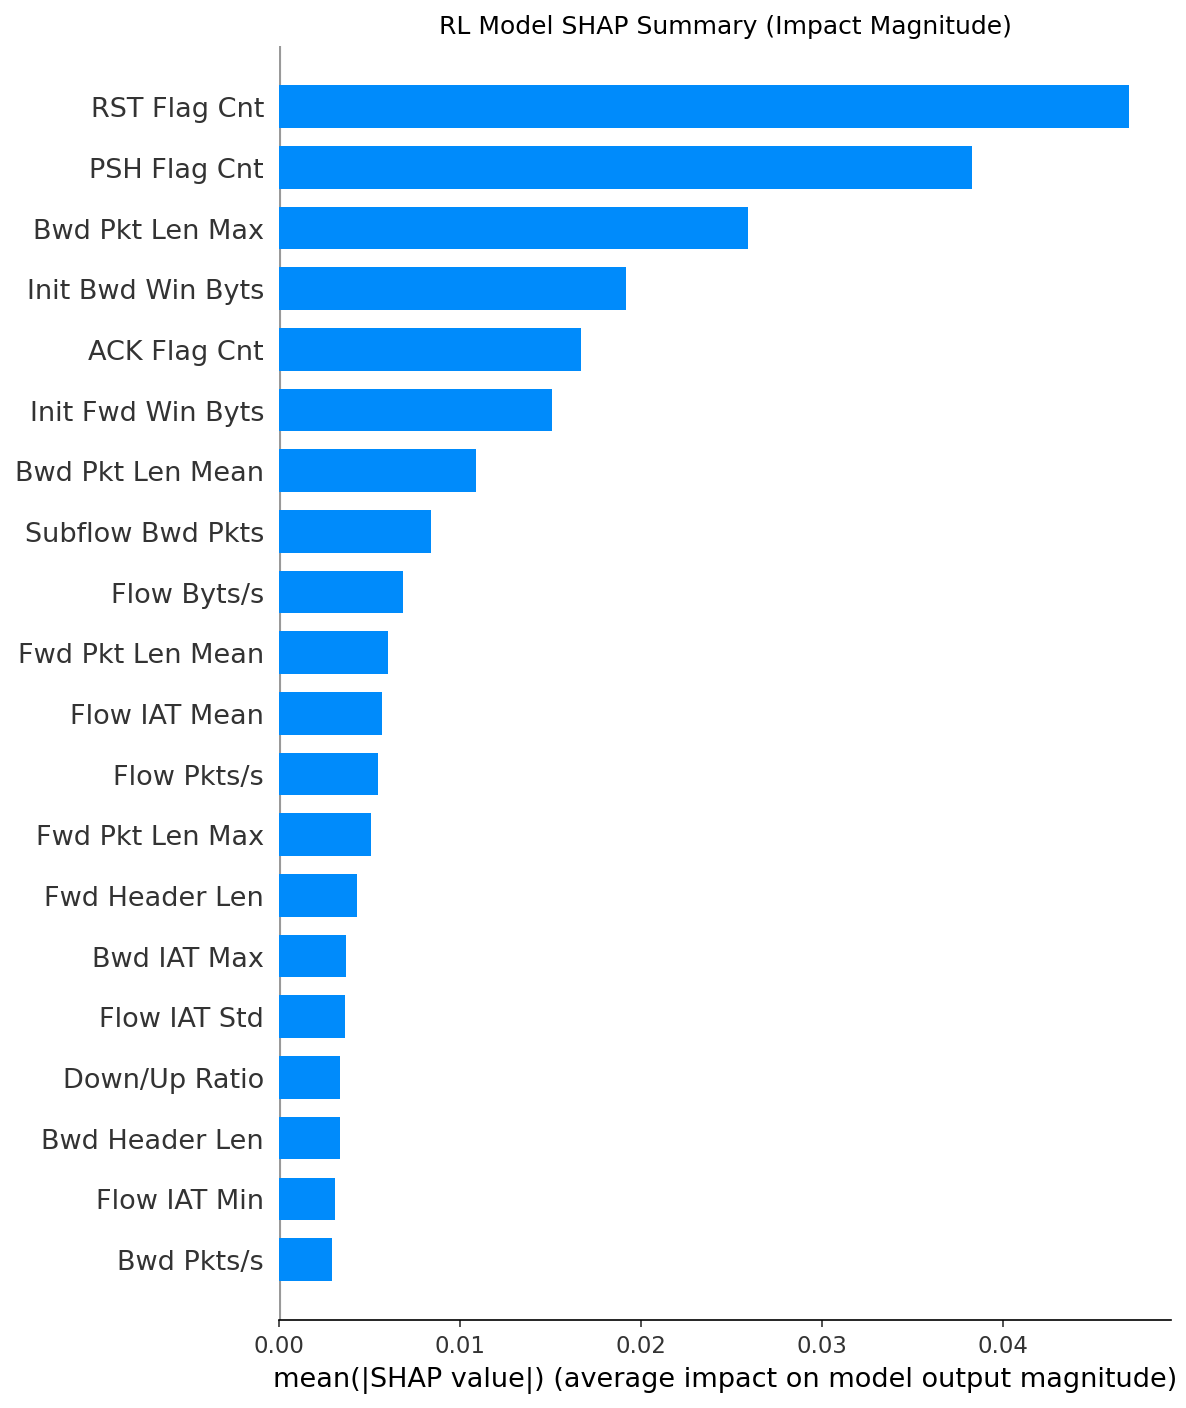 RL Model SHAP Summary (Impact Magnitude)
RST Flag Cnt
PSH Flag Cnt
Bwd Pkt Len Max
Init Bwd Win Byts
ACK Flag Cnt
Init Fwd Win Byts
Bwd Pkt Len Mean
Subflow Bwd Pkts
Flow Byts/s
Fwd Pkt Len Mean
Flow IAT Mean
Flow Pkts/s
Fwd Pkt Len Max
Fwd Header Len
Bwd IAT Max
Flow IAT Std
Down/Up Ratio
Bwd Header Len
Flow IAT Min
Bwd Pkts/s
0.00 0.01 0.02 0.03 0.04
mean(|SHAP value|) (average impact on model output magnitude)